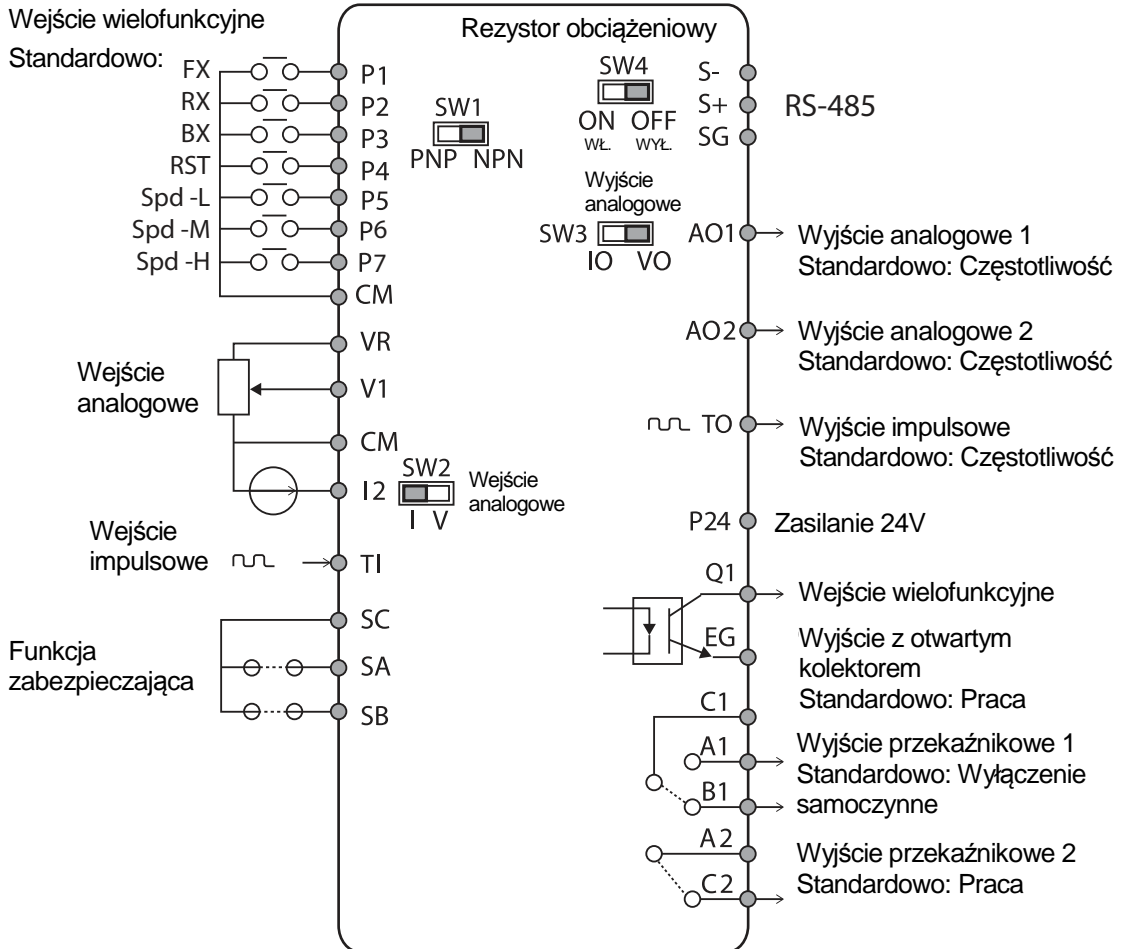 Wejście wielofunkcyjne
Standardowo:
FX
RX
BX
RST
Spd -L
Spd -M
Spd -H
P1
P2
P3
P4
P5
P6
P7
CM
SW1
PNP NPN
Rezystor obciążeniowy
SW4
ON OFF
WŁ. WYŁ.
S-
S+
SG
RS-485
Wyjście
analogowe
SW3
IO VO
AO1
Wyjście analogowe 1
Standardowo: Częstotliwość
AO2
Wyjście analogowe 2
Standardowo: Częstotliwość
TO
Wyjście impulsowe
Standardowo: Częstotliwość
P24
Zasilanie 24V
Wejście
analogowe
VR
V1
CM
I2
SW2
I V
Wejście
analogowe
Wejście
impulsowe
TI
Funkcja
zabezpieczająca
SC
SA
SB
Q1
Wejście wielofunkcyjne
EG
Wyjście z otwartym
kolektorem
Standardowo: Praca
C1
A1
B1
Wyjście przekaźnikowe 1
Standardowo: Wyłączenie
samoczynne
A2
C2
Wyjście przekaźnikowe 2
Standardowo: Praca